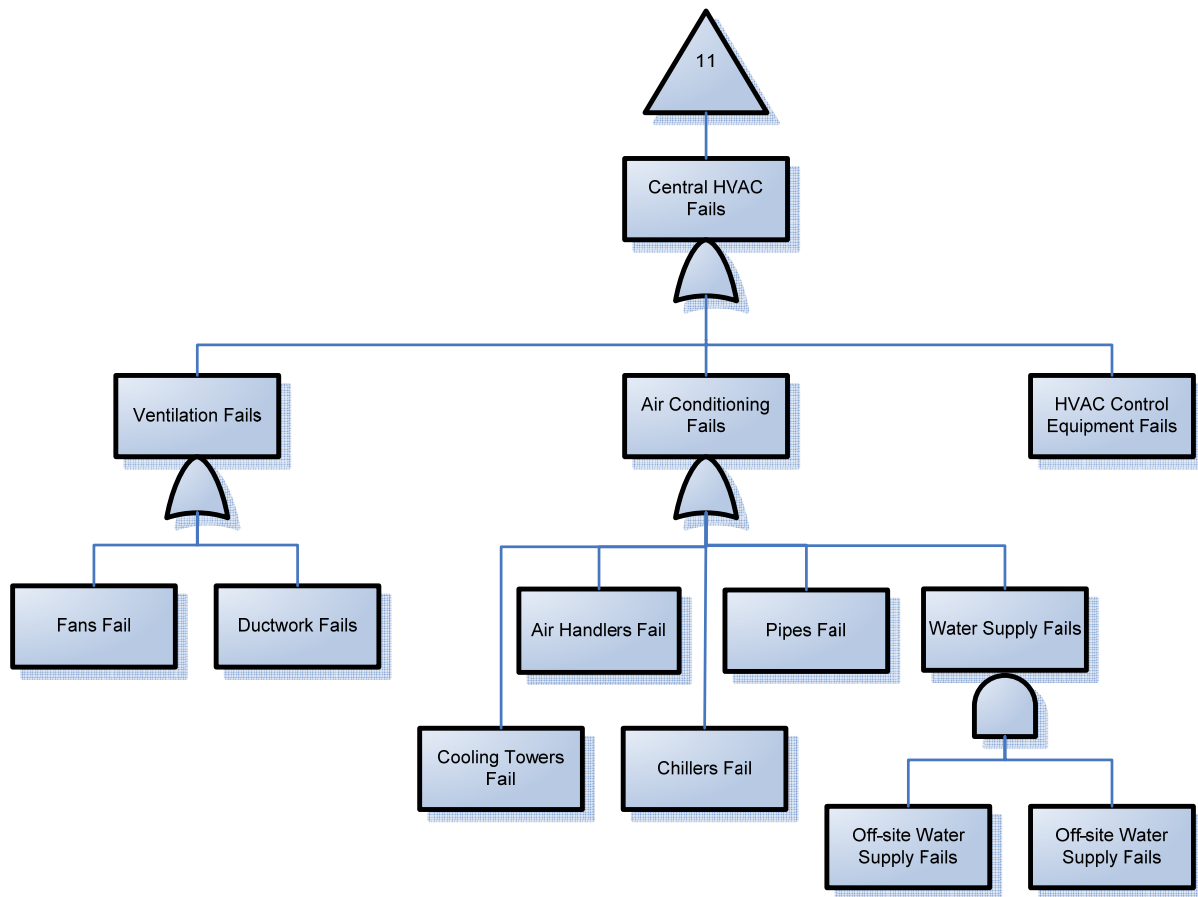 11
Central HVAC
Fails
Ventilation Fails
Air Conditioning
Fails
HVAC Control
Equipment Fails
Fans Fail
Ductwork Fails
Air Handlers Fail
Pipes Fail
Water Supply Fails
Cooling Towers
Fail
Chillers Fail
Off-site Water
Supply Fails
Off-site Water
Supply Fails